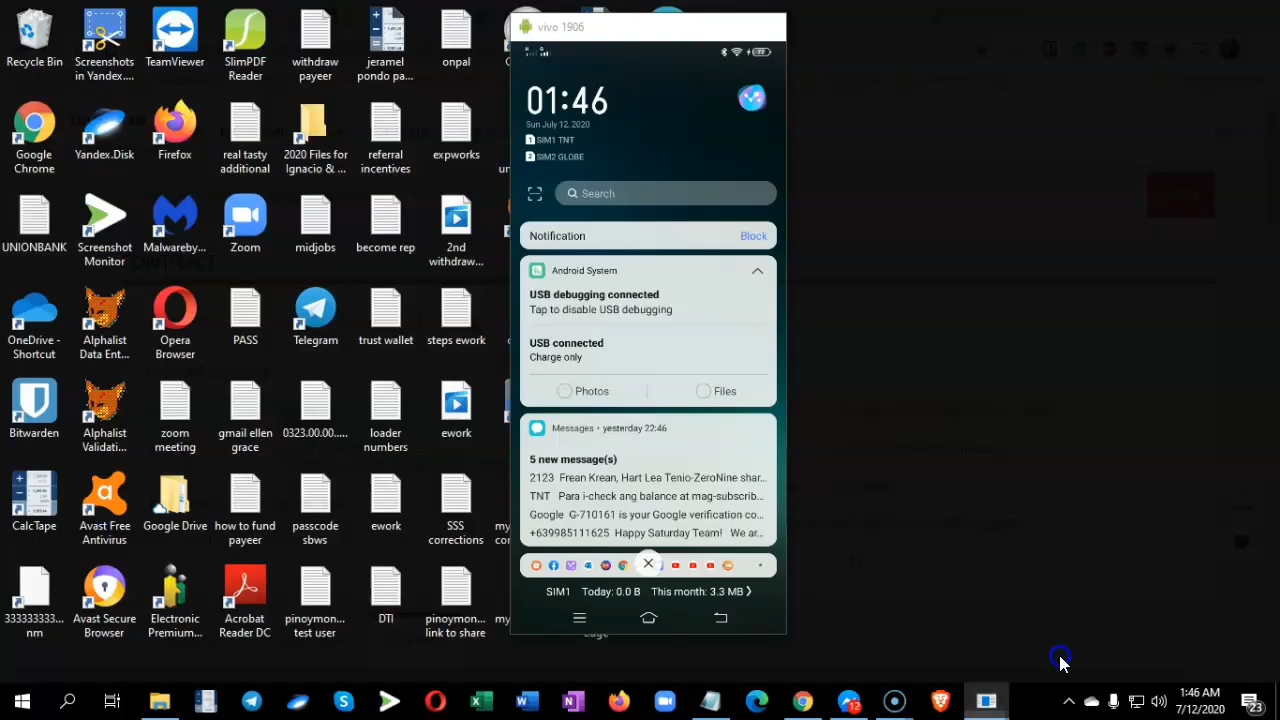 Recycle Bin
Screenshots in Yandex....
TeamViewer
SlimPDF Reader
withdraw payeer
jeramel pondo pa...
onpal
Google Chrome
Yandex.Disk
Firefox
real tasty additional
2020 Files for Ignacio & ...
referral incentives
expworks
UNIONBANK
Screenshot Monitor
Malwareby...
Zoom
midjobs
become rep
2nd withdraw...
OneDrive - Shortcut
Alphalist Data Ent...
Opera Browser
PASS
Telegram
trust wallet
steps ework
Bitwarden
Alphalist Validati...
zoom meeting
gmail ellen grace
0323.00.00.....
loader numbers
ework
CalcTape
Avast Free Antivirus
Google Drive
how to fund payeer
passcode sbws
ework
SSS corrections
333333333... nm
Avast Secure Browser
Electronic Premium...
Acrobat Reader DC
pinoymon... test user
DTI
pinoymon... link to share
vivo 1906
01:46
Sun July 12, 2020
1 SIM1 TNT
2 SIM2 GLOBE
Search
Notification Block
Android System
USB debugging connected
Tap to disable USB debugging
USB connected
Charge only
Photos Files
Messages • yesterday 22:46
5 new message(s)
2123 Frean Krean, Hart Lea Tenio-ZeroNine shar...
TNT Para i-check ang balance at mag-subscrib...
Google G-710161 is your Google verification co...
+639985111625 Happy Saturday Team! We ar...
SIM1 Today: 0.0 B This month: 3.3 MB
12
1:46 AM
7/12/2020
23